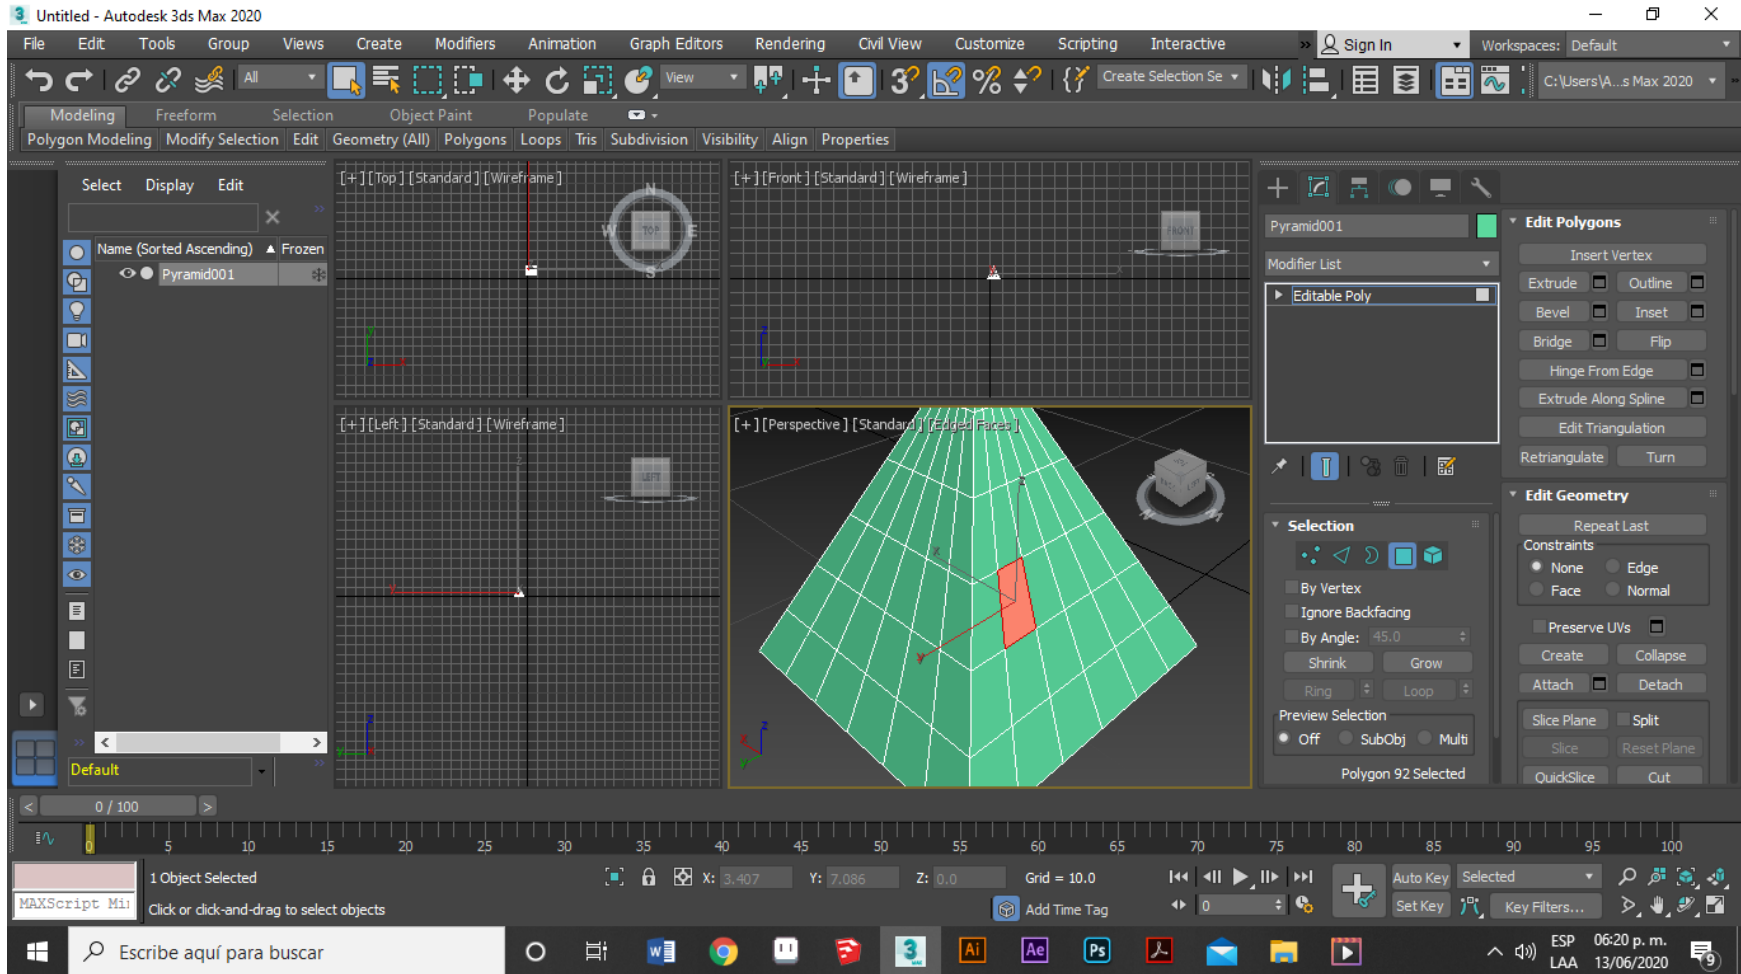 Untitled - Autodesk 3ds Max 2020
File Edit Tools Group Views Create Modifiers Animation Graph Editors Rendering Civil View Customize Scripting Interactive » Sign In Workspaces: Default
All View Create Selection Se C:\Users\A...s Max 2020
Modeling Freeform Selection Object Paint Populate
Polygon Modeling Modify Selection Edit Geometry (All) Polygons Loops Tris Subdivision Visibility Align Properties
Select Display Edit
Name (Sorted Ascending) ▲ Frozen
Pyramid001
Default
[+][Top][Standard][Wireframe]
N
W TOP E
S
y
z x
[+][Front][Standard][Wireframe]
FRONT
x
z
y x
[+][Left][Standard][Wireframe]
LEFT
z
y
z
y x
[+][Perspective][Standard][Edged Faces]
z
x
y
z
x
y
Pyramid001
Modifier List
Editable Poly
Selection
By Vertex
Ignore Backfacing
By Angle: 45.0
Shrink Grow
Ring Loop
Preview Selection
Off SubObj Multi
Polygon 92 Selected
Edit Polygons
Insert Vertex
Extrude Outline
Bevel Inset
Bridge Flip
Hinge From Edge
Extrude Along Spline
Edit Triangulation
Retriangulate Turn
Edit Geometry
Repeat Last
Constraints
None Edge
Face Normal
Preserve UVs
Create Collapse
Attach Detach
Slice Plane Split
Slice Reset Plane
QuickSlice Cut
< 0 / 100 >
0 5 10 15 20 25 30 35 40 45 50 55 60 65 70 75 80 85 90 95 100
1 Object Selected X: 3.407 Y: 7.086 Z: 0.0 Grid = 10.0 Auto Key Selected
MAXScript Mi Click or click-and-drag to select objects Add Time Tag 0 Set Key Key Filters...
Escribe aquí para buscar
3
MAX
Ai
Ae
Ps
ESP 06:20 p. m.
LAA 13/06/2020
9